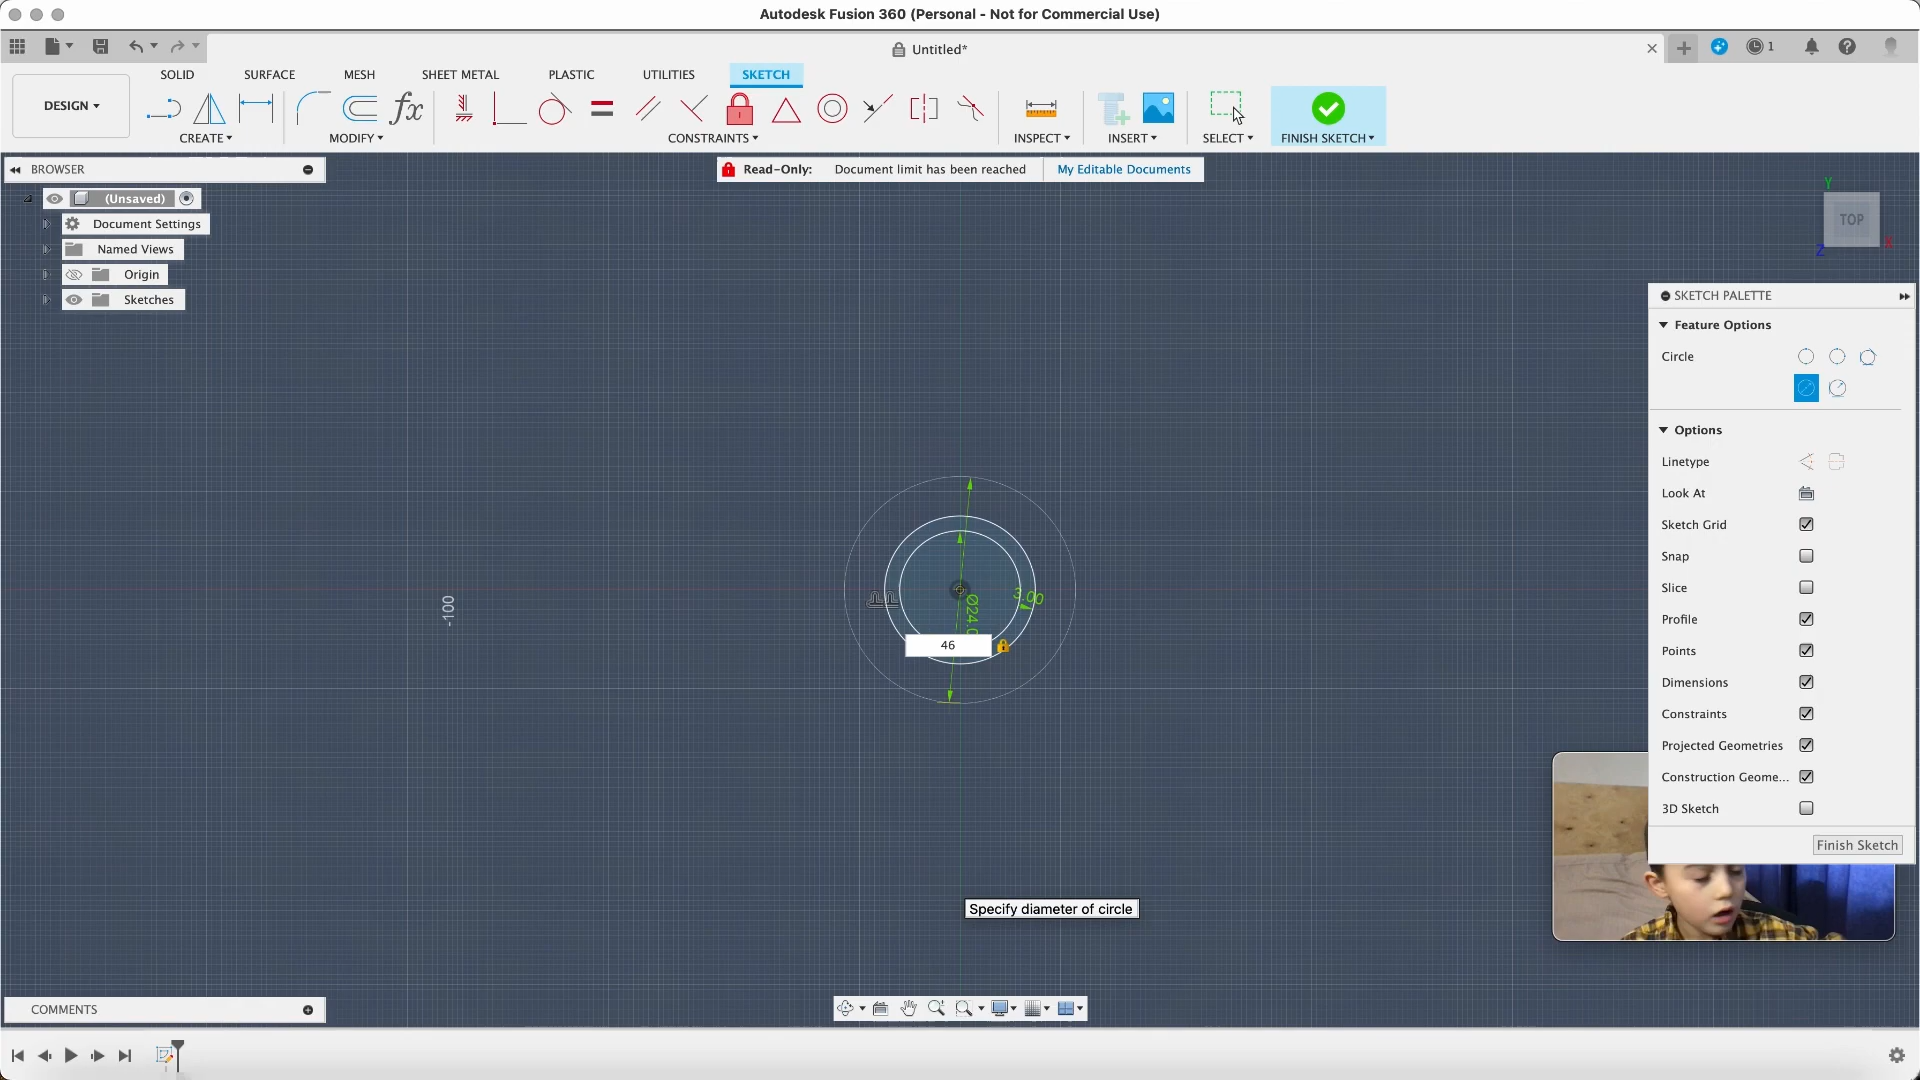 Autodesk Fusion 360 (Personal - Not for Commercial Use)
Untitled*
1
SOLID
SURFACE
MESH
SHEET METAL
PLASTIC
UTILITIES
SKETCH
DESIGN
fx
CREATE
MODIFY
CONSTRAINTS
INSPECT
INSERT
SELECT
FINISH SKETCH
BROWSER
Read-Only: Document limit has been reached
My Editable Documents
(Unsaved)
Document Settings
Named Views
Origin
Sketches
Y
TOP
X
Z
SKETCH PALETTE
Feature Options
Circle
Options
Linetype
Look At
Sketch Grid
Snap
Slice
Profile
Points
Dimensions
Constraints
Projected Geometries
Construction Geome...
3D Sketch
Finish Sketch
-100
3.00
Ø24.0
46
Specify diameter of circle
COMMENTS